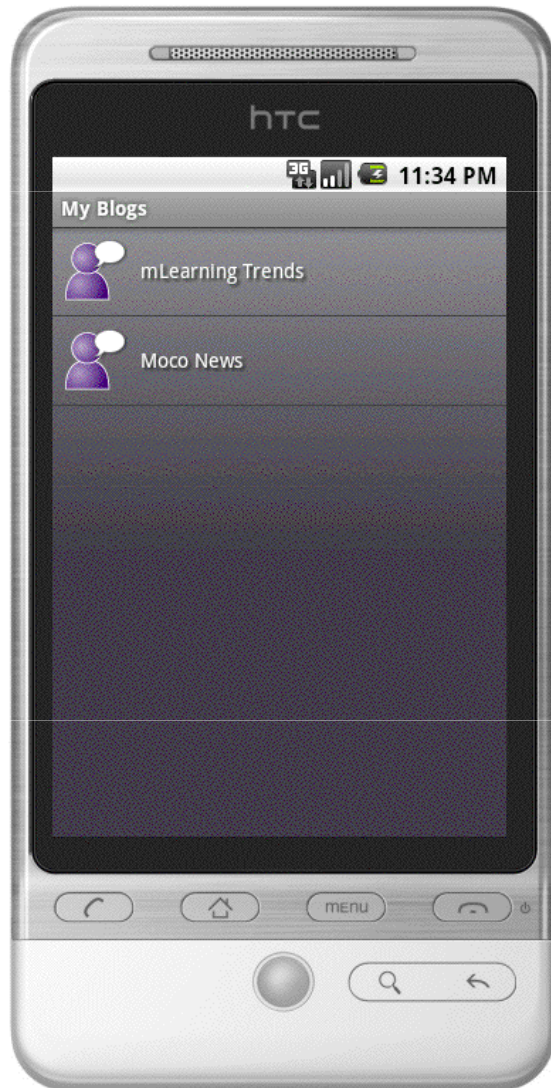 hTC
3G
11:34 PM
My Blogs
mLearning Trends
Moco News
MENU